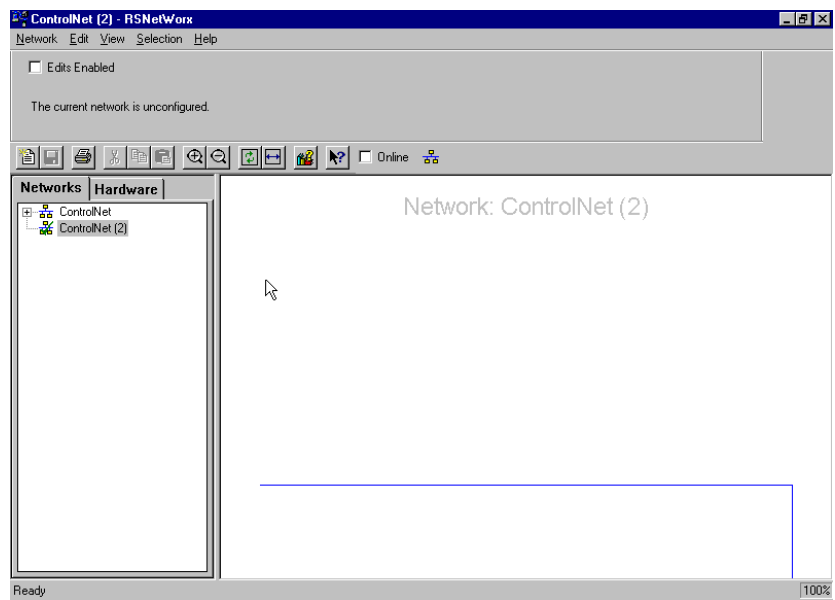 ControlNet (2) - RSNetWorx
Network Edit View Selection Help
Edits Enabled
The current network is unconfigured.
Online
Networks Hardware
ControlNet
ControlNet (2)
Network: ControlNet (2)
Ready 100%